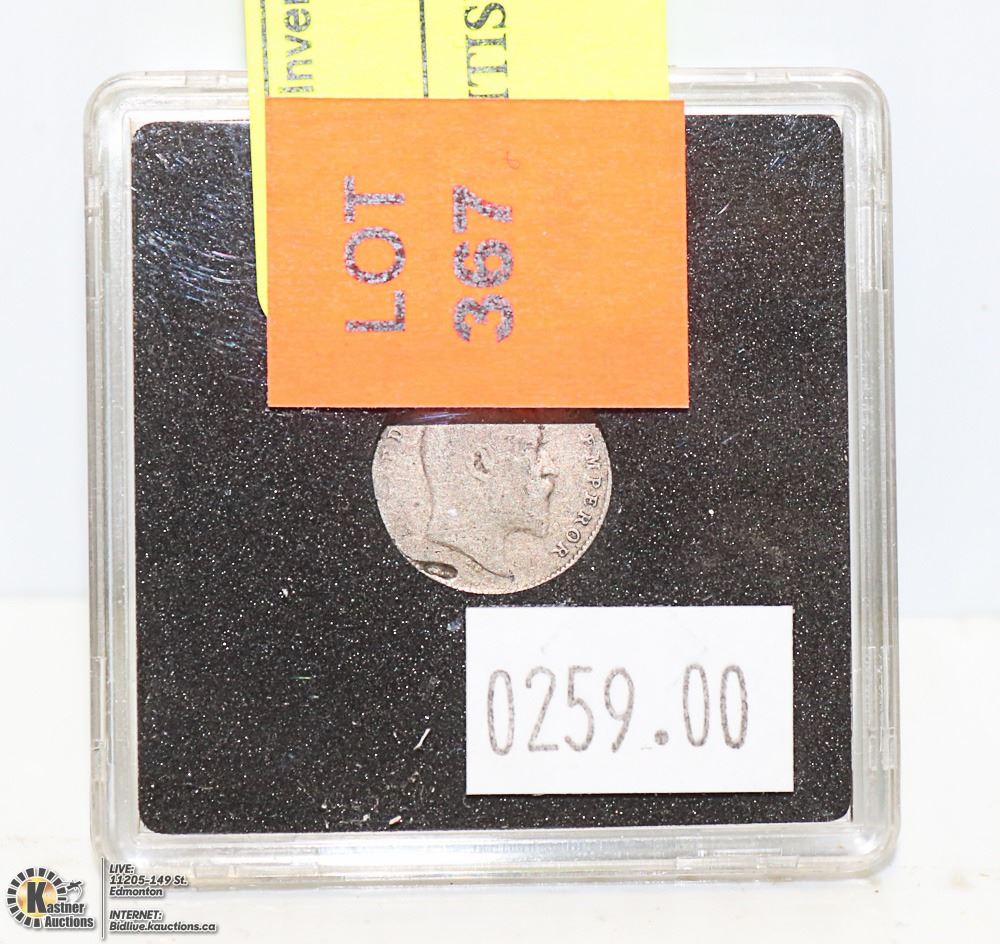 LOT
367
EMPEROR
0259.00
Kastner
Auctions
LIVE:
11205-149 St.
Edmonton
INTERNET:
Bidlive.kauctions.ca